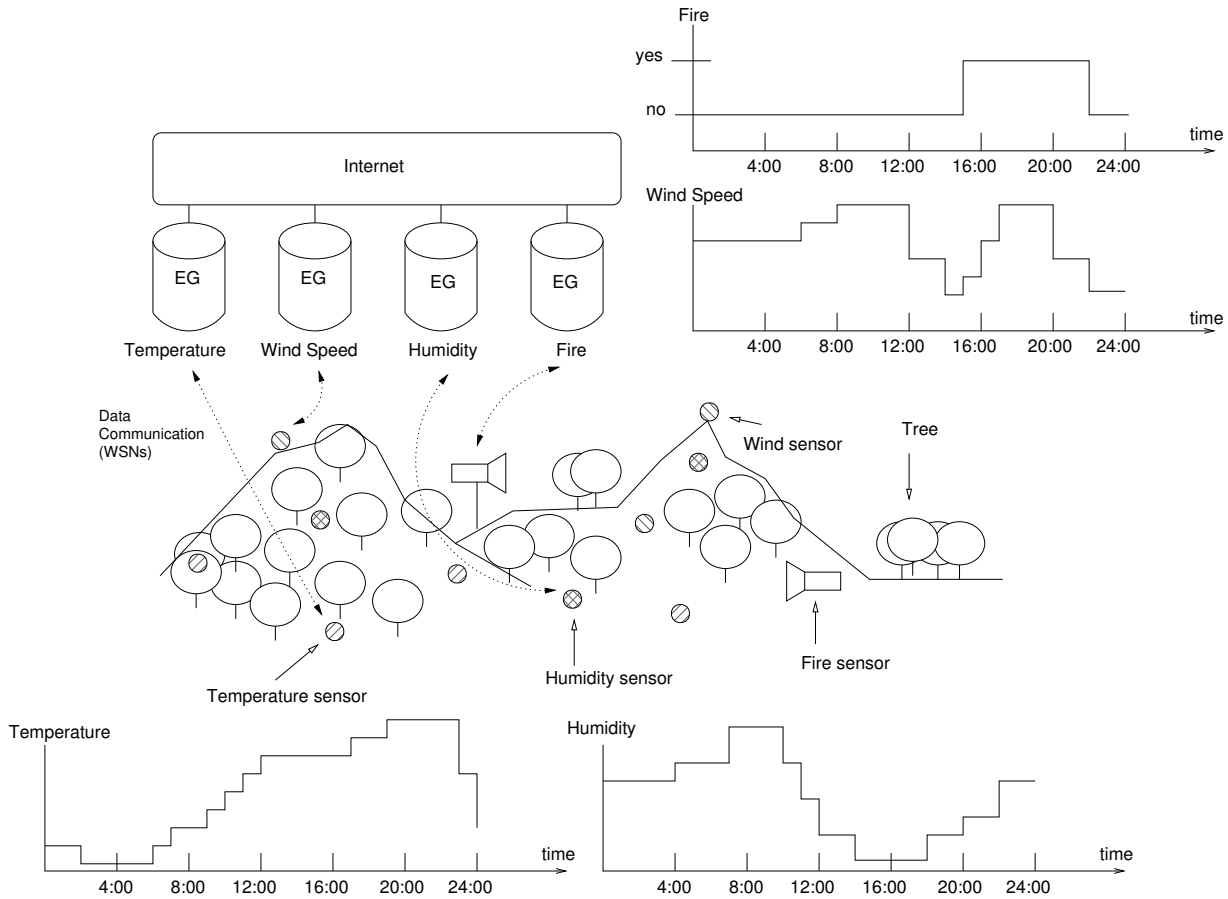 Fire
yes
no
time
4:00 8:00 12:00 16:00 20:00 24:00
Internet
EG EG EG EG
Temperature Wind Speed Humidity Fire
Wind Speed
time
4:00 8:00 12:00 16:00 20:00 24:00
Data
Communication
(WSNs)
Wind sensor
Tree
Temperature sensor
Humidity sensor
Fire sensor
Temperature
time
4:00 8:00 12:00 16:00 20:00 24:00
Humidity
time
4:00 8:00 12:00 16:00 20:00 24:00